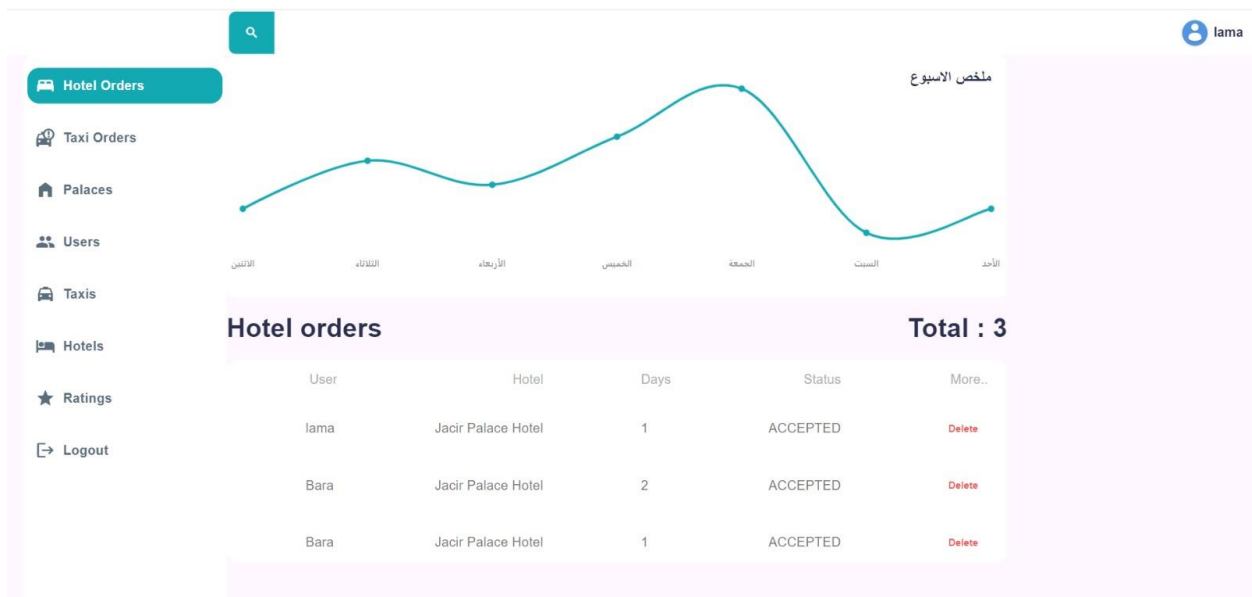 lama
Hotel Orders
Taxi Orders
Palaces
Users
Taxis
Hotels
Ratings
Logout
ملخص الاسبوع
الاثنين الثلاثاء الأربعاء الخميس الجمعة السبت الأحد
Hotel orders Total : 3
User Hotel Days Status More..
lama Jacir Palace Hotel 1 ACCEPTED Delete
Bara Jacir Palace Hotel 2 ACCEPTED Delete
Bara Jacir Palace Hotel 1 ACCEPTED Delete